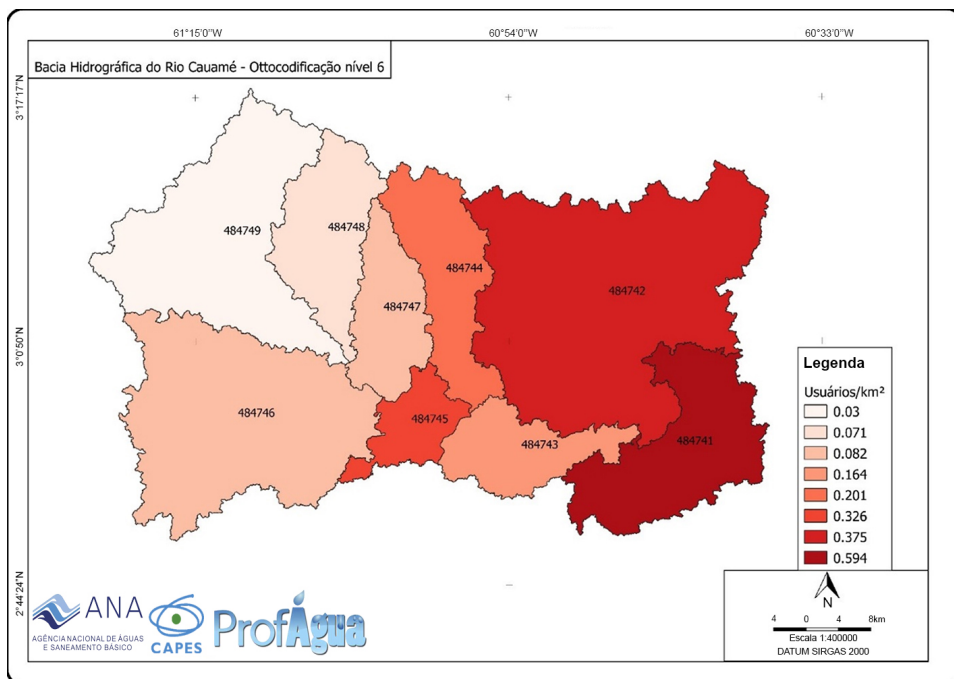 61°15'0"W
60°54'0"W
60°33'0"W
Bacia Hidrográfica do Rio Cauamé - Ottocodificação nível 6
3°17'17"N
3°0'50"N
2°44'24"N
484749
484748
484744
484742
484747
484746
484745
484743
484741
Legenda
Usuários/km²
0.03
0.071
0.082
0.164
0.201
0.326
0.375
0.594
N
4 0 4 8km
Escala 1:400000
DATUM SIRGAS 2000
ANA
AGÊNCIA NACIONAL DE ÁGUAS
E SANEAMENTO BÁSICO
CAPES
ProfÁgua